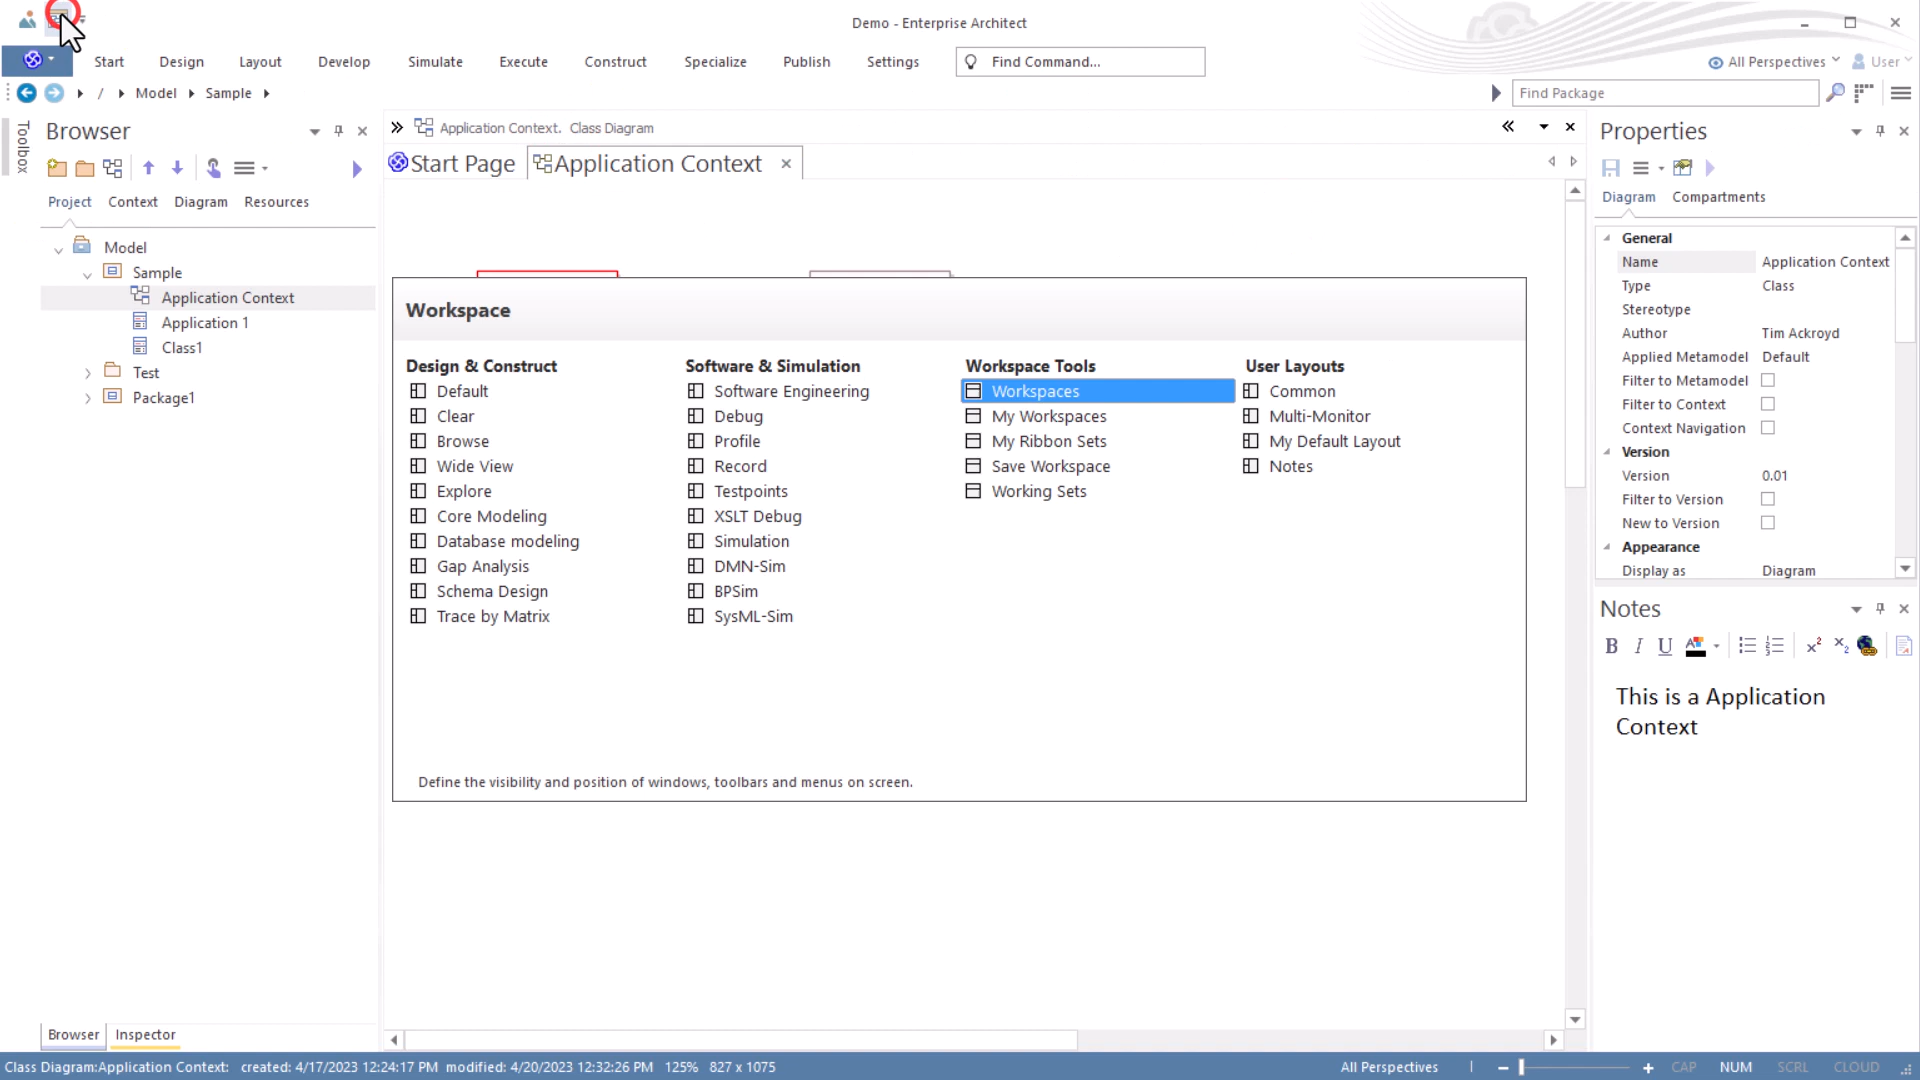 Demo - Enterprise Architect
Start Design Layout Develop Simulate Execute Construct Specialize Publish Settings Find Command... All Perspectives User
/ Model Sample Find Package
Toolbox
Browser
Project Context Diagram Resources
Model
Sample
Application Context
Application 1
Class1
Test
Package1
Browser Inspector
Application Context. Class Diagram
Start Page Application Context
Workspace
Design & Construct
Default
Clear
Browse
Wide View
Explore
Core Modeling
Database modeling
Gap Analysis
Schema Design
Trace by Matrix
Software & Simulation
Software Engineering
Debug
Profile
Record
Testpoints
XSLT Debug
Simulation
DMN-Sim
BPSim
SysML-Sim
Workspace Tools
Workspaces
My Workspaces
My Ribbon Sets
Save Workspace
Working Sets
User Layouts
Common
Multi-Monitor
My Default Layout
Notes
Define the visibility and position of windows, toolbars and menus on screen.
Properties
Diagram Compartments
General
Name Application Context
Type Class
Stereotype
Author Tim Ackroyd
Applied Metamodel Default
Filter to Metamodel
Filter to Context
Context Navigation
Version
Version 0.01
Filter to Version
New to Version
Appearance
Display as Diagram
Notes
B I U A x² x₂
This is a Application
Context
Class Diagram:Application Context: created: 4/17/2023 12:24:17 PM modified: 4/20/2023 12:32:26 PM 125% 827 x 1075 All Perspectives CAP NUM SCRL CLOUD